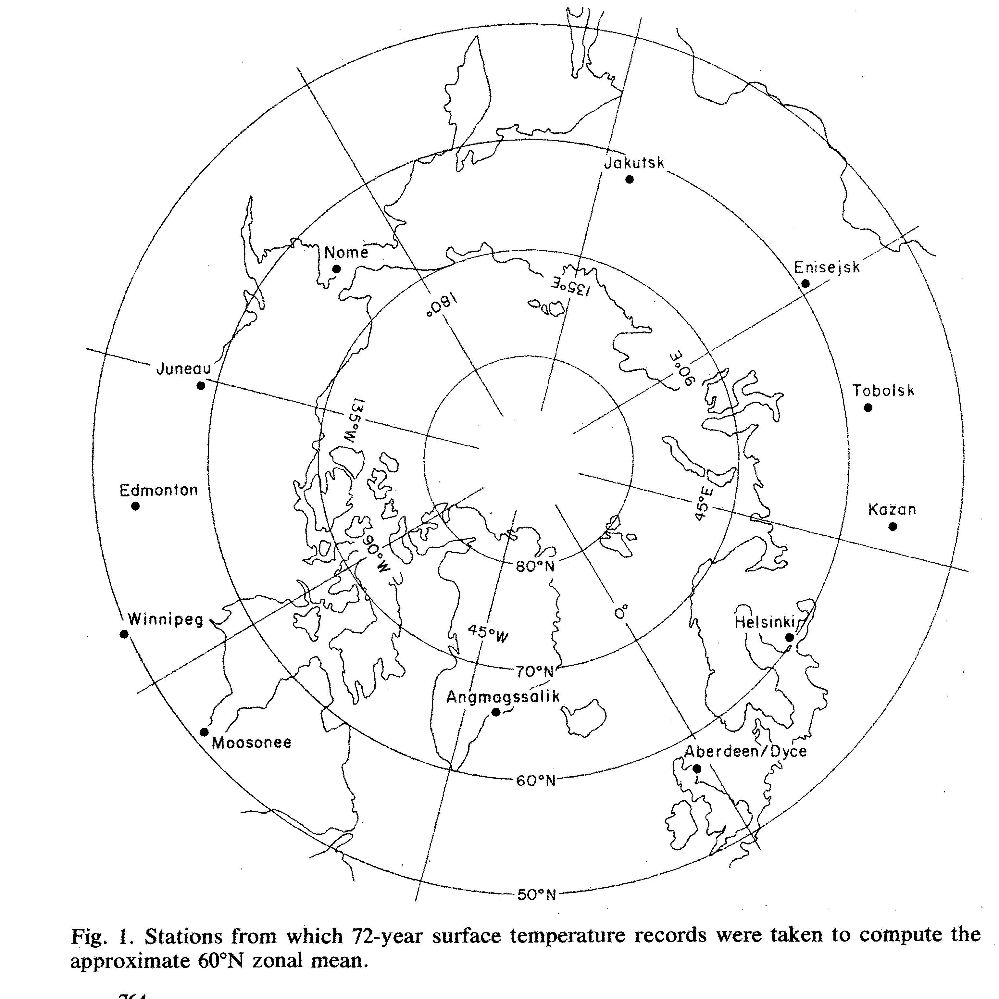 Jakutsk
Nome
Enisejsk
135°E
180°
90°E
Juneau
Tobolsk
135°W
Edmonton
45°E
Kazan
90°W
80°N
Winnipeg
0°
Helsinki
45°W
70°N
Angmagssalik
Moosonee
Aberdeen/Dyce
60°N
50°N
Fig. 1. Stations from which 72-year surface temperature records were taken to compute the
approximate 60°N zonal mean.
764